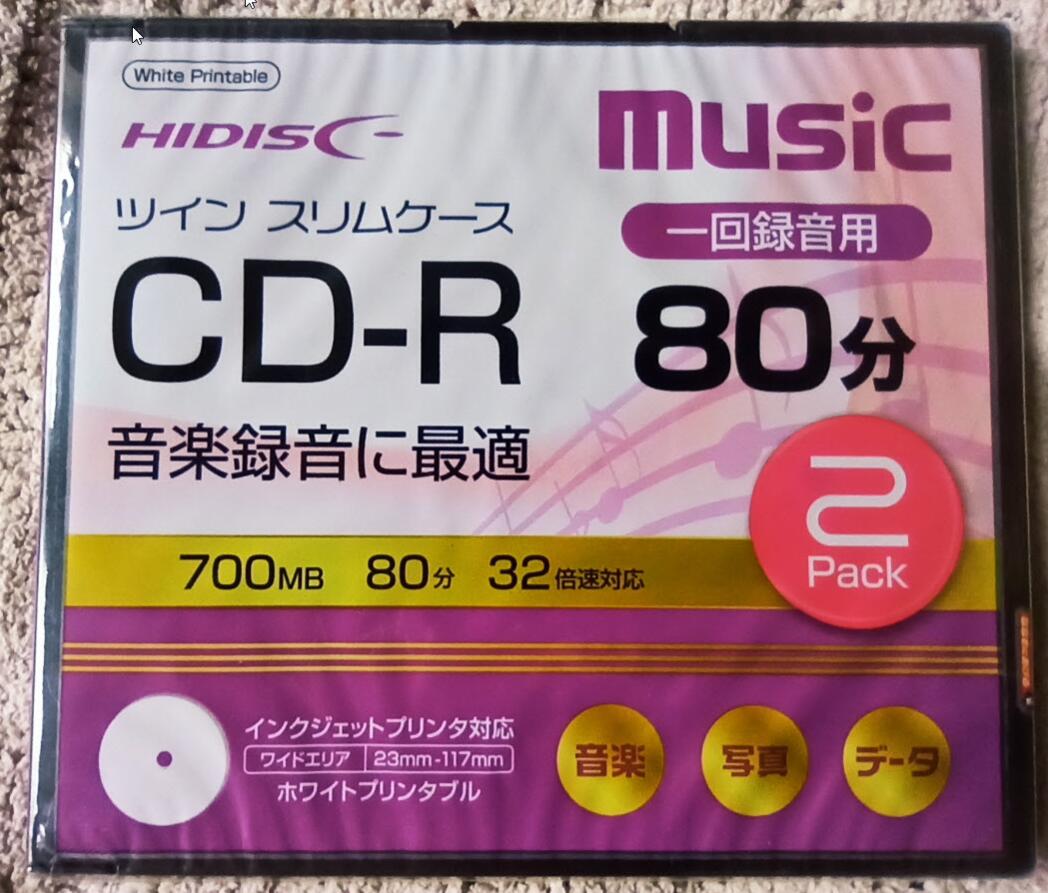 White Printable
HIDISC
music
ツイン スリムケース
一回録音用
CD-R
80分
音楽録音に最適
2
Pack
700MB 80分 32倍速対応
インクジェットプリンタ対応
ワイドエリア 23mm-117mm
ホワイトプリンタブル
音楽
写真
データ